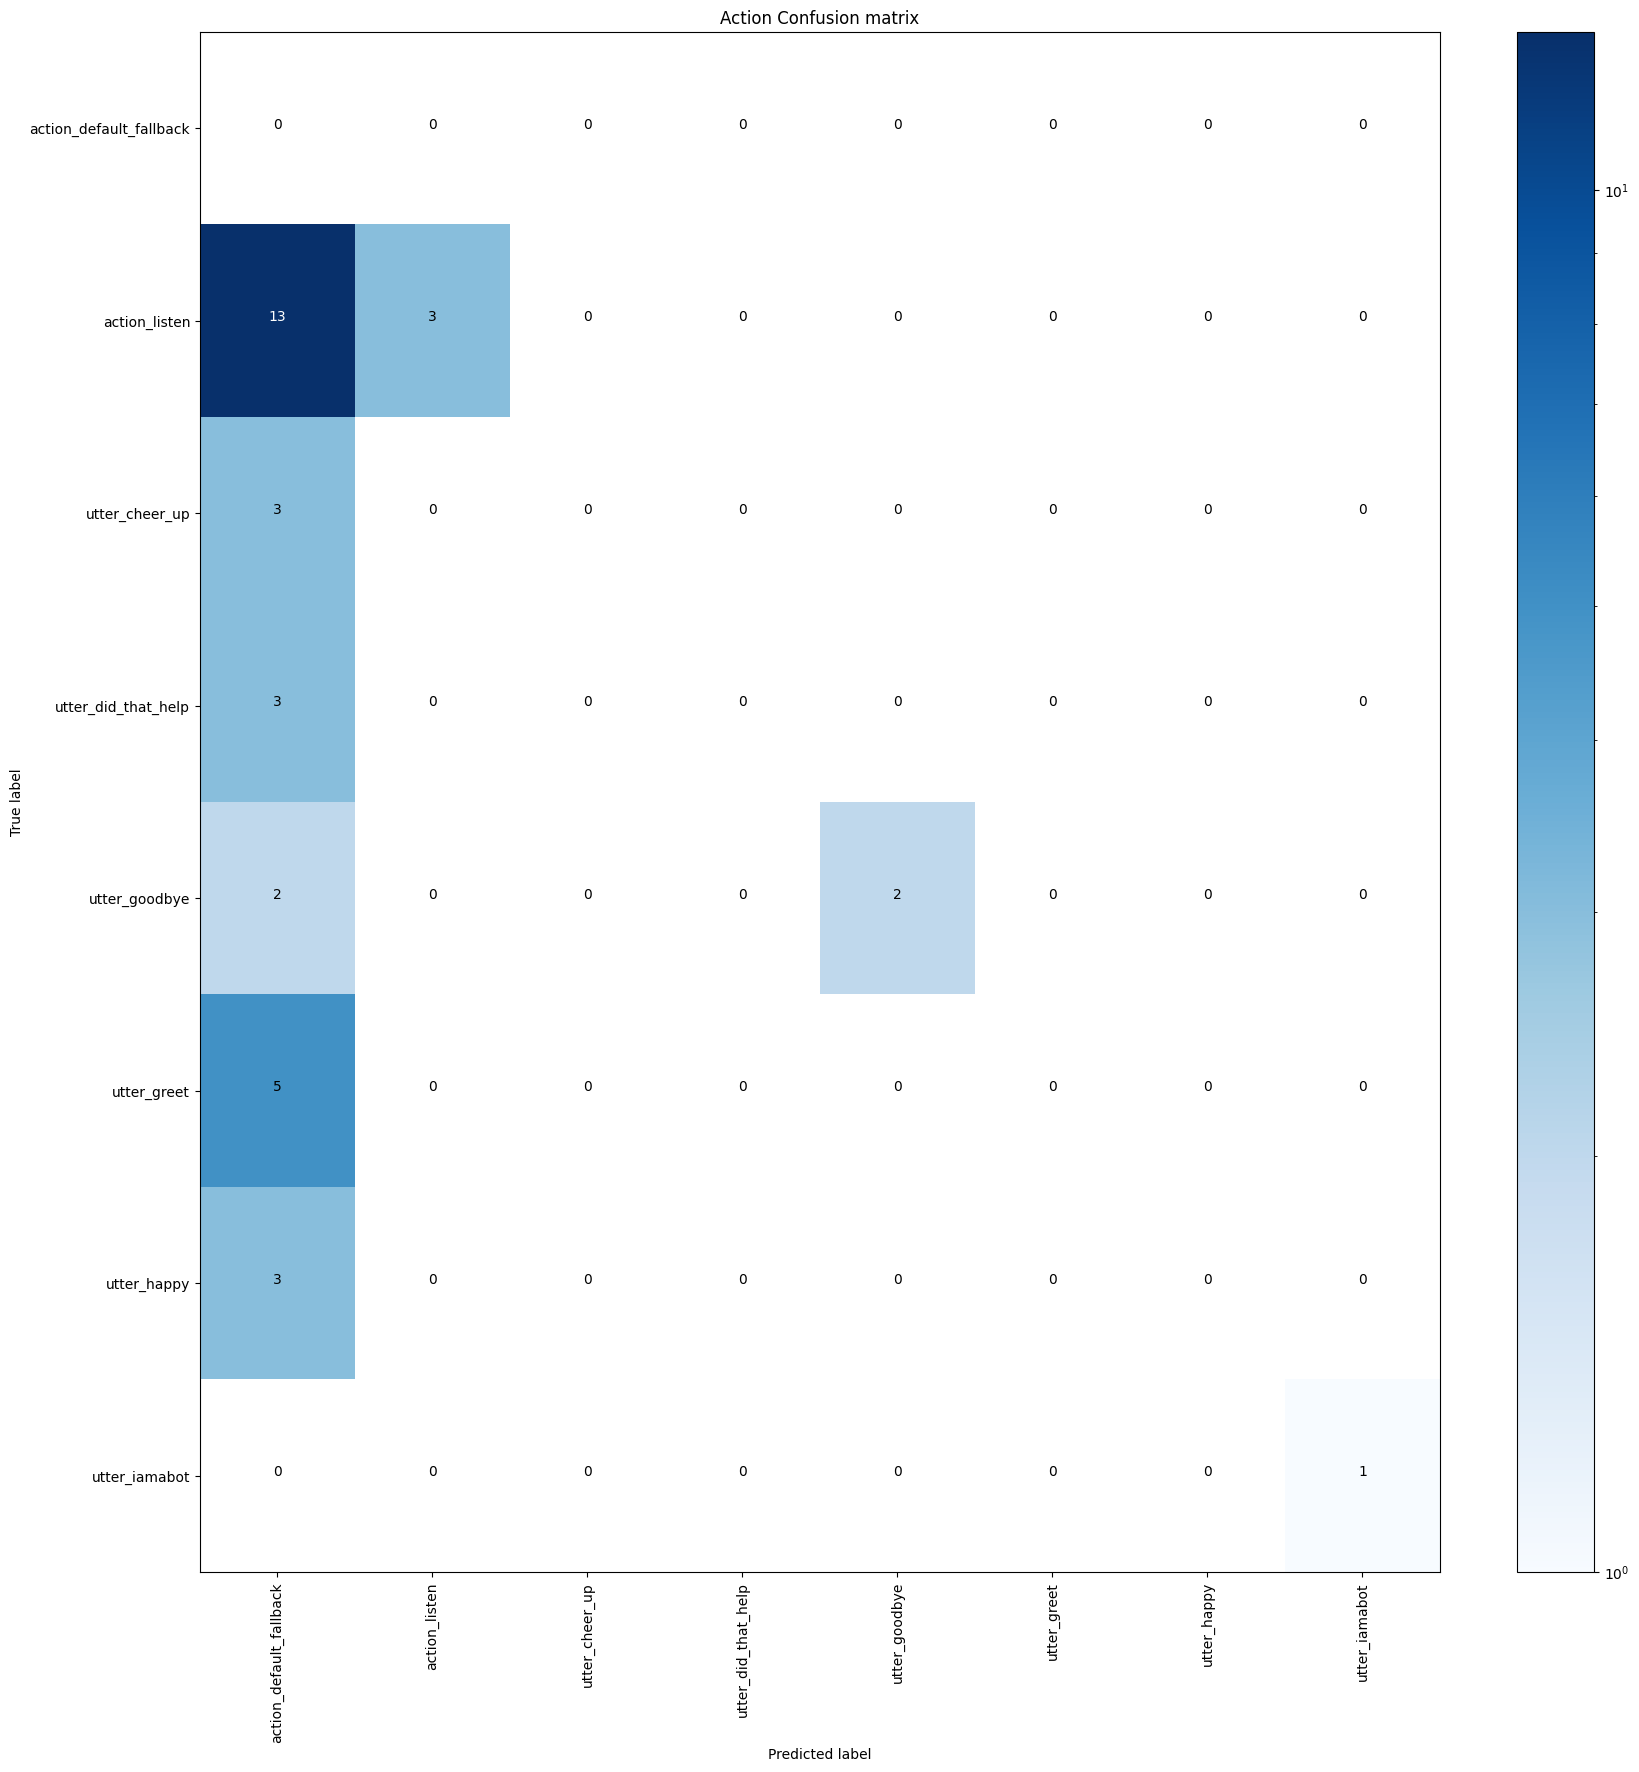 Action Confusion matrix
True label
action_default_fallback 0 0 0 0 0 0 0 0
action_listen 13 3 0 0 0 0 0 0
utter_cheer_up 3 0 0 0 0 0 0 0
utter_did_that_help 3 0 0 0 0 0 0 0
utter_goodbye 2 0 0 0 2 0 0 0
utter_greet 5 0 0 0 0 0 0 0
utter_happy 3 0 0 0 0 0 0 0
utter_iamabot 0 0 0 0 0 0 0 1
action_default_fallback
action_listen
utter_cheer_up
utter_did_that_help
utter_goodbye
utter_greet
utter_happy
utter_iamabot
Predicted label
10¹
10⁰